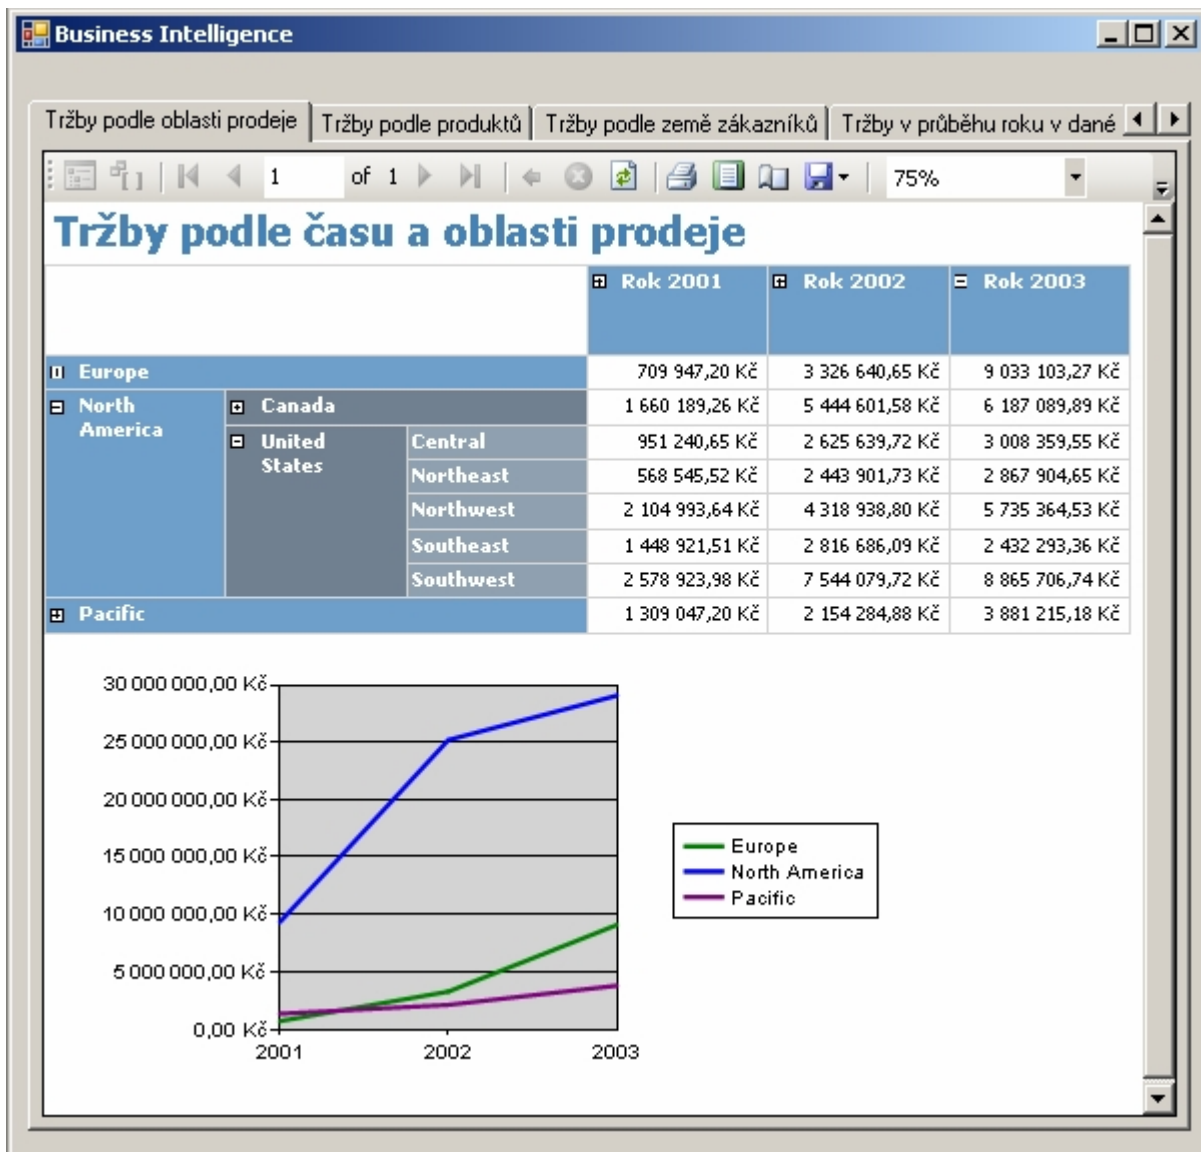 Business Intelligence
Tržby podle oblasti prodeje Tržby podle produktů Tržby podle země zákazníků Tržby v průběhu roku v dané
1 of 1 75%
Tržby podle času a oblasti prodeje
Rok 2001 Rok 2002 Rok 2003
Europe 709 947,20 Kč 3 326 640,65 Kč 9 033 103,27 Kč
North America Canada 1 660 189,26 Kč 5 444 601,58 Kč 6 187 089,89 Kč
United States Central 951 240,65 Kč 2 625 639,72 Kč 3 008 359,55 Kč
Northeast 568 545,52 Kč 2 443 901,73 Kč 2 867 904,65 Kč
Northwest 2 104 993,64 Kč 4 318 938,80 Kč 5 735 364,53 Kč
Southeast 1 448 921,51 Kč 2 816 686,09 Kč 2 432 293,36 Kč
Southwest 2 578 923,98 Kč 7 544 079,72 Kč 8 865 706,74 Kč
Pacific 1 309 047,20 Kč 2 154 284,88 Kč 3 881 215,18 Kč
30 000 000,00 Kč
25 000 000,00 Kč
20 000 000,00 Kč
15 000 000,00 Kč
10 000 000,00 Kč
5 000 000,00 Kč
0,00 Kč
2001 2002 2003
Europe
North America
Pacific